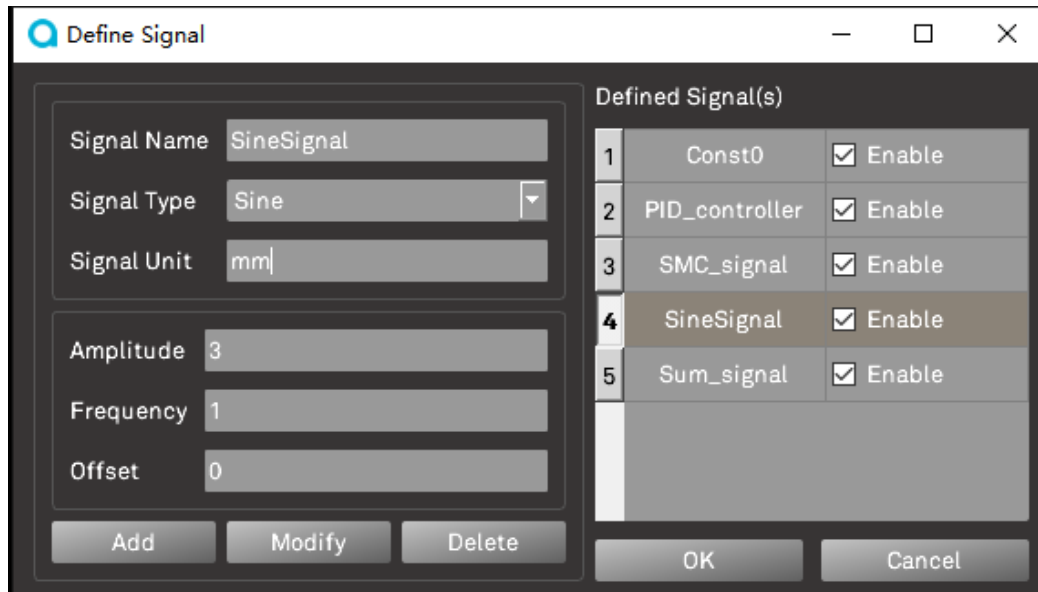 Define Signal
Signal Name SineSignal
Signal Type Sine
Signal Unit mm
Amplitude 3
Frequency 1
Offset 0
Add Modify Delete
Defined Signal(s)
1 Const0 Enable
2 PID_controller Enable
3 SMC_signal Enable
4 SineSignal Enable
5 Sum_signal Enable
OK Cancel